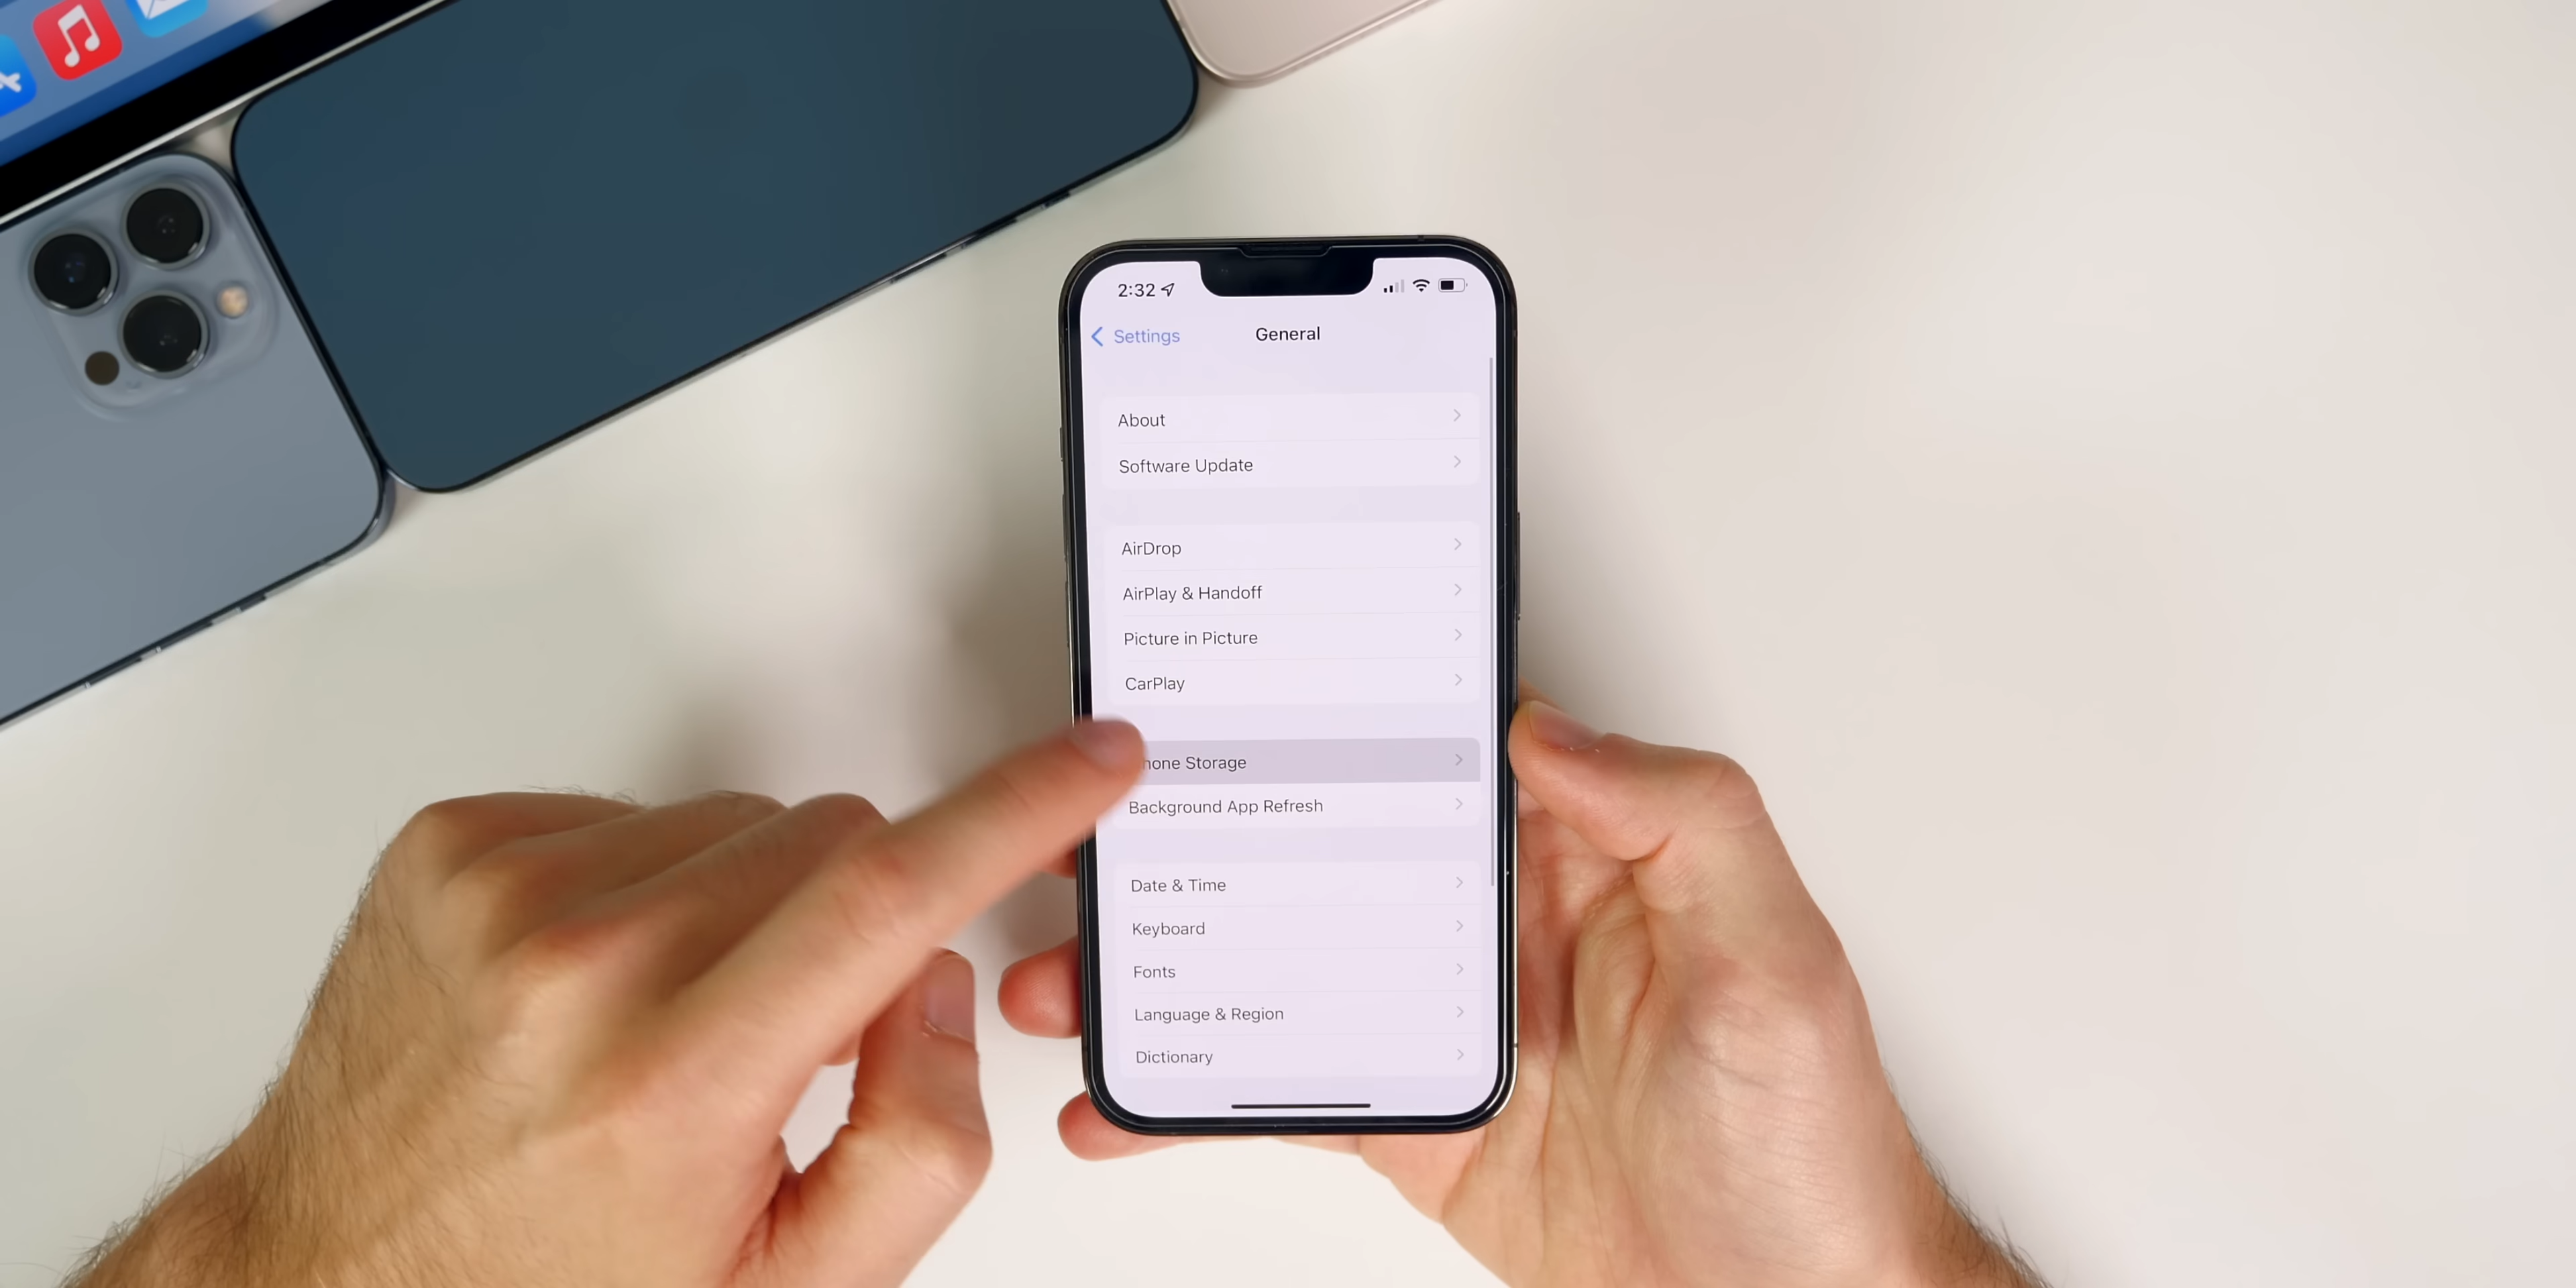 2:32
Settings
General
About
Software Update
AirDrop
AirPlay & Handoff
Picture in Picture
CarPlay
hone Storage
Background App Refresh
Date & Time
Keyboard
Fonts
Language & Region
Dictionary